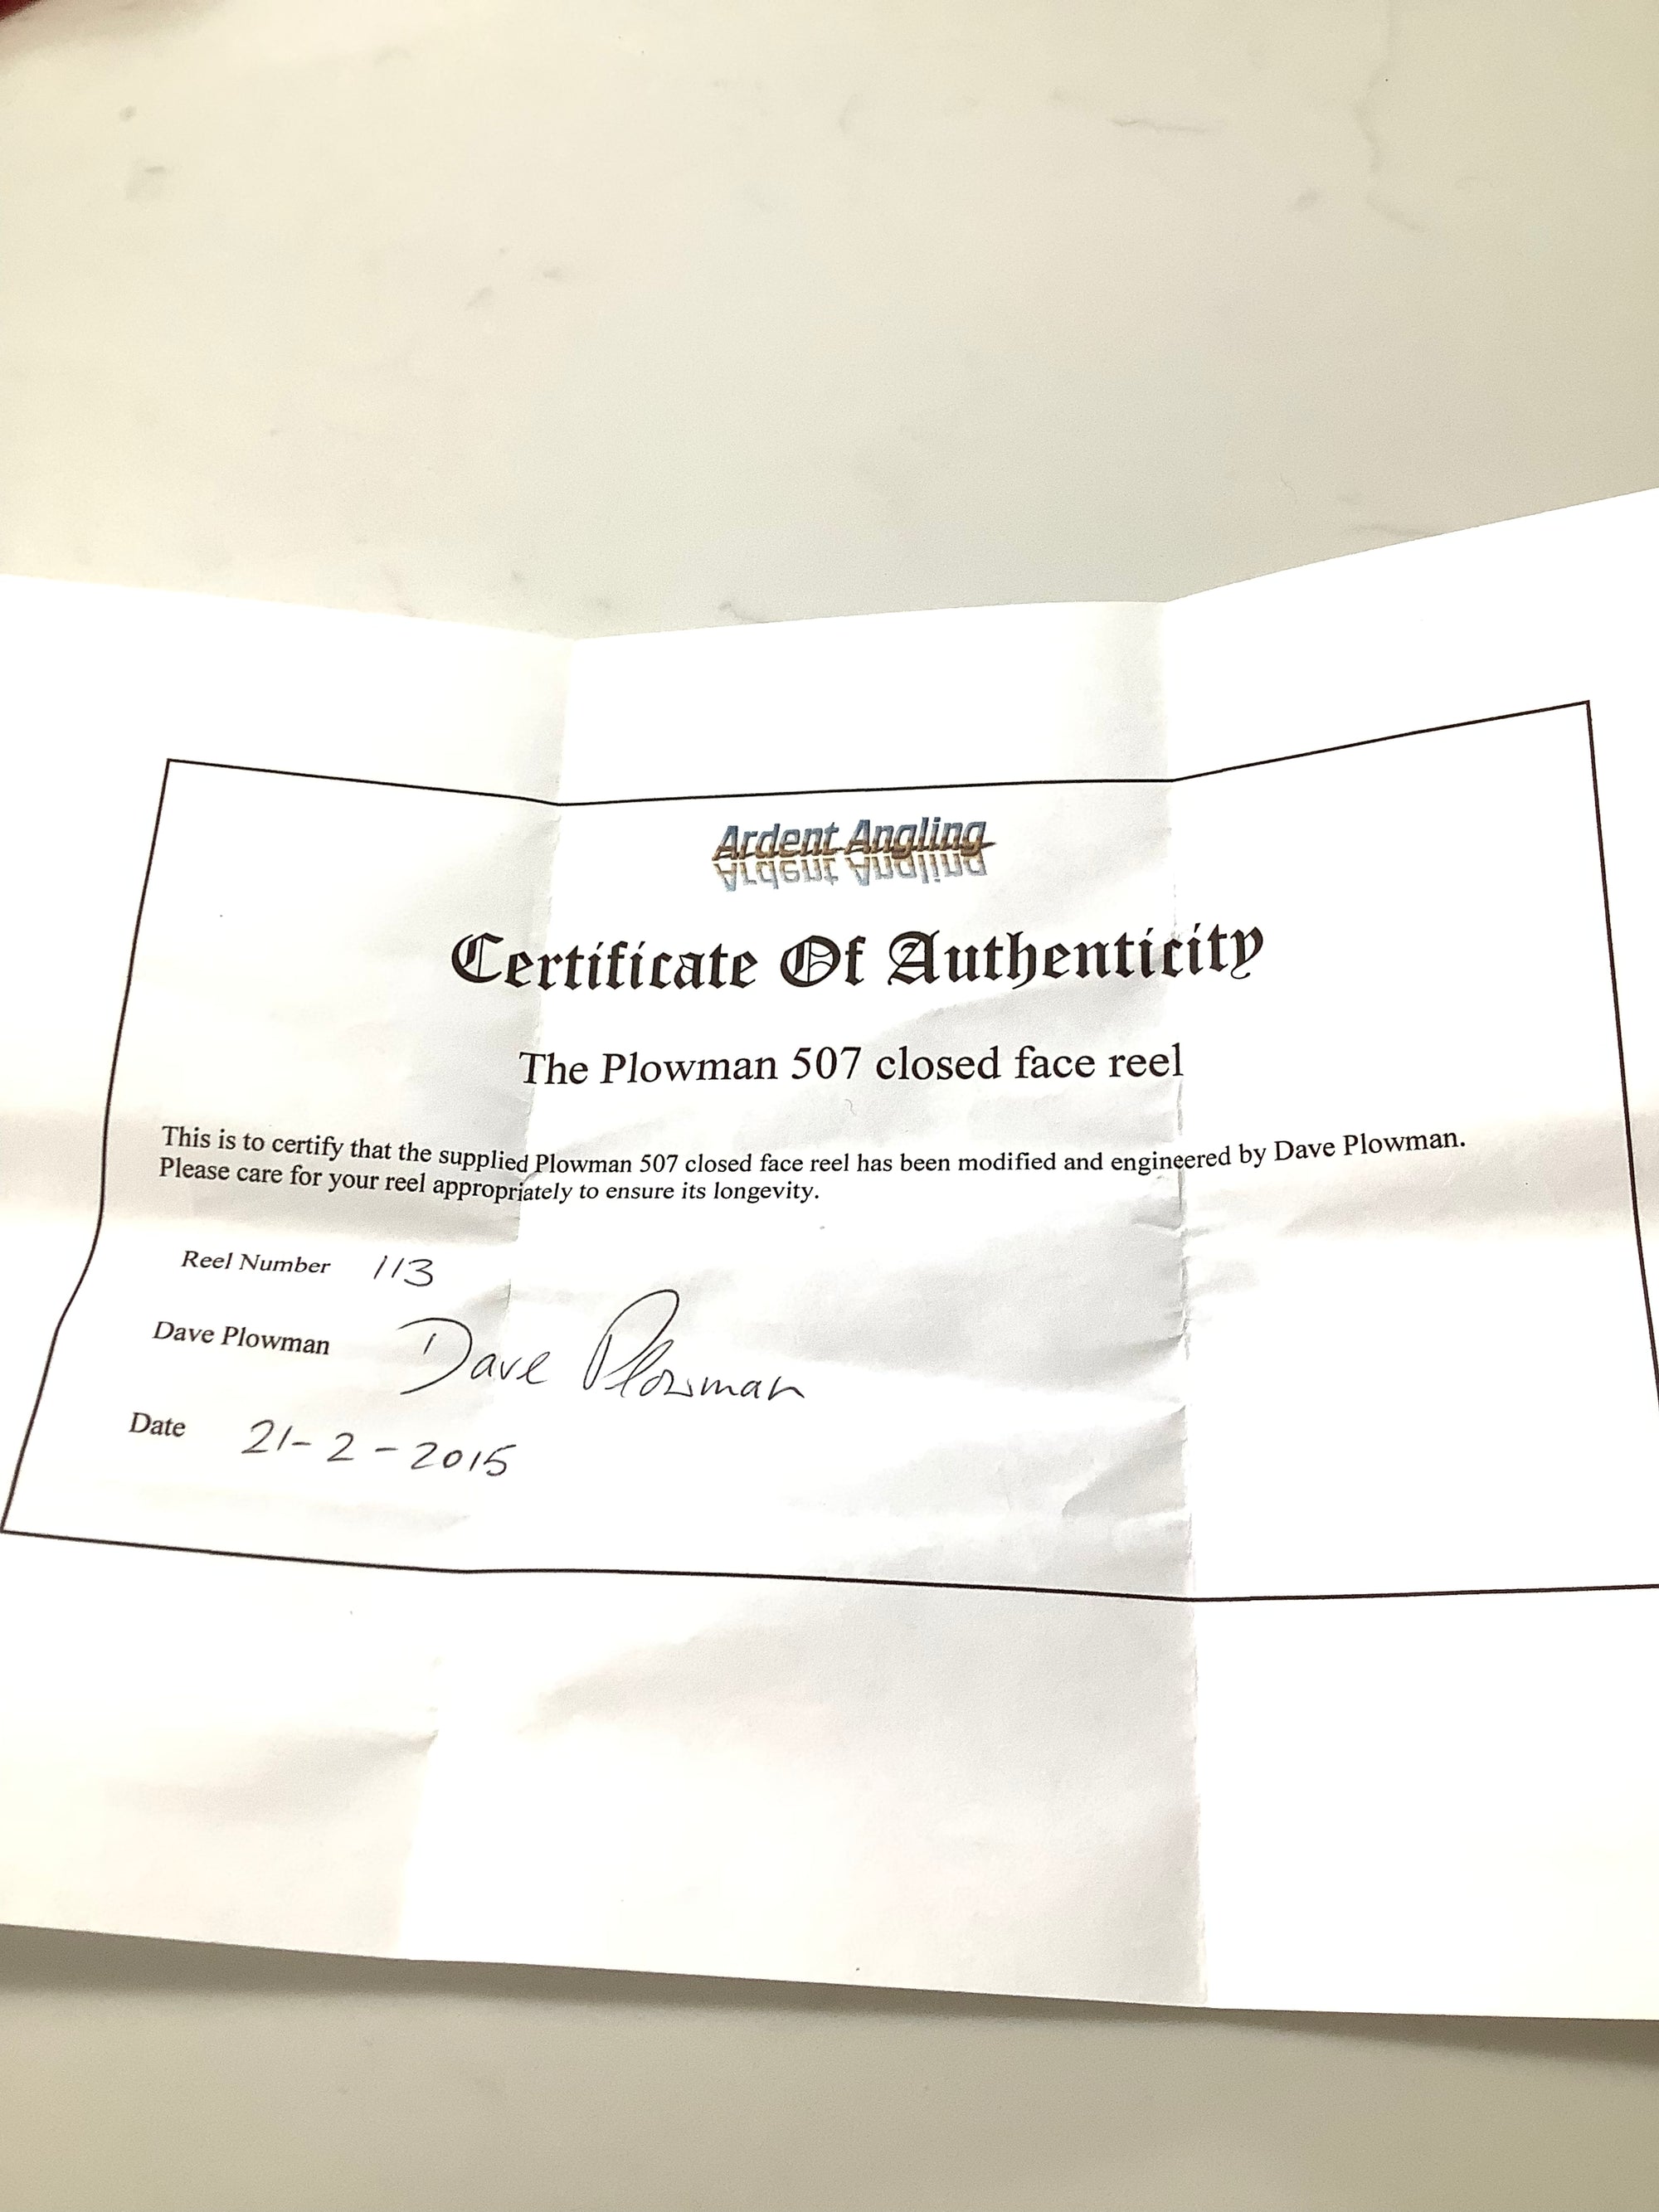 Ardent Angling
Certificate Of Authenticity
The Plowman 507 closed face reel
This is to certify that the supplied Plowman 507 closed face reel has been modified and engineered by Dave Plowman.
Please care for your reel appropriately to ensure its longevity.
Reel Number 113
Dave Plowman Dave Plowman
Date 21-2-2015